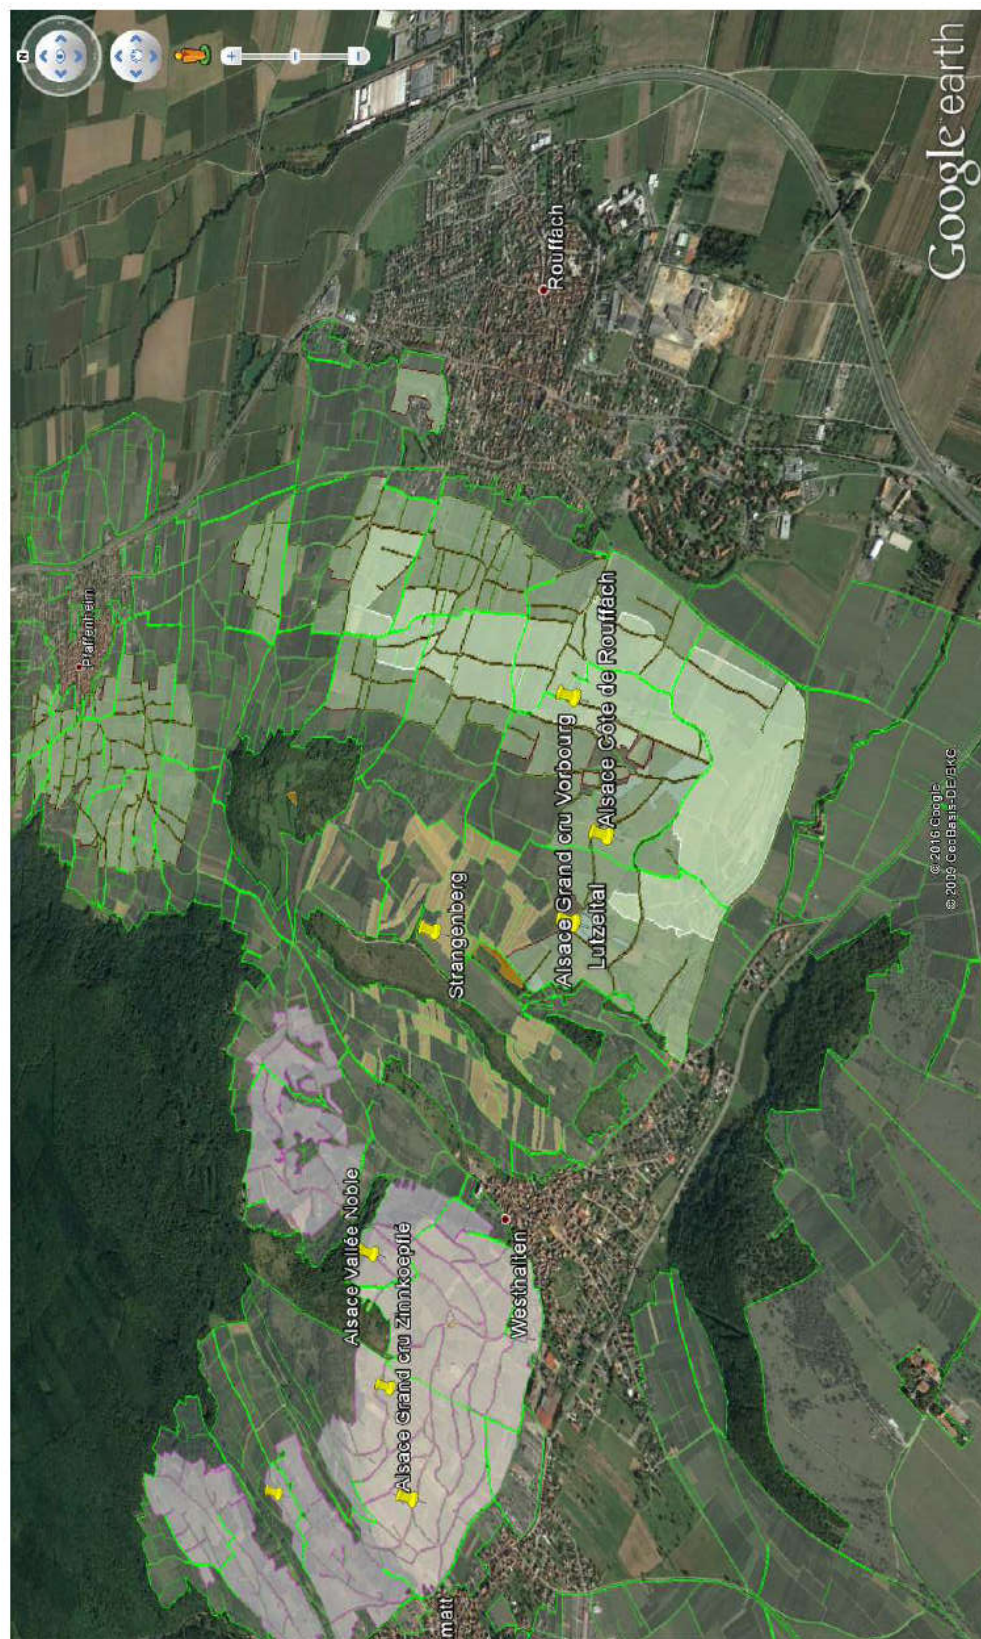 N
Google earth
Rouffach
Pfaffenheim
Alsace Côte de Rouffach
Alsace Grand cru Vorbourg
Lutzeltal
Strangenberg
© 2016 Google
© 2009 GeoBasis-DE/BKG
Alsace Vallée Noble
Alsace Grand cru Zinnkoepflé
Westhalten
matt